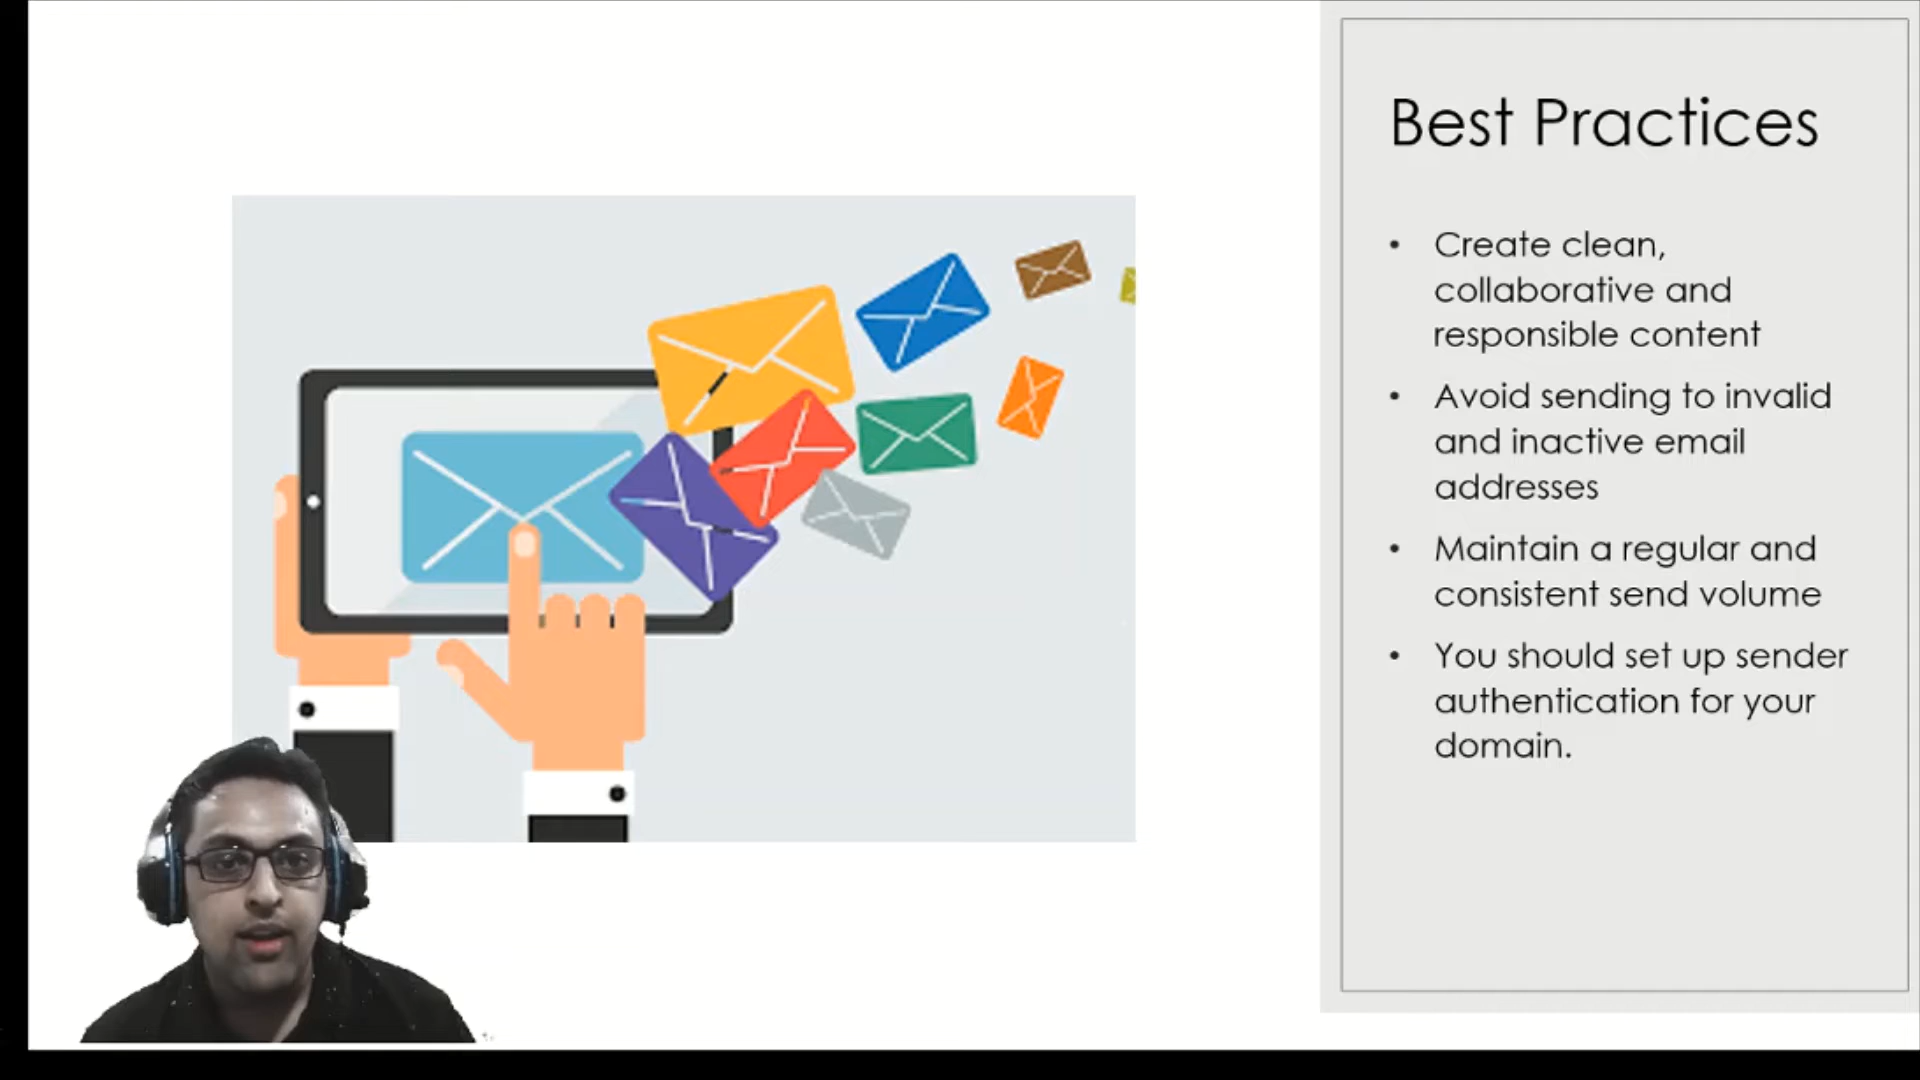 Best Practices
• Create clean,
collaborative and
responsible content
• Avoid sending to invalid
and inactive email
addresses
• Maintain a regular and
consistent send volume
• You should set up sender
authentication for your
domain.